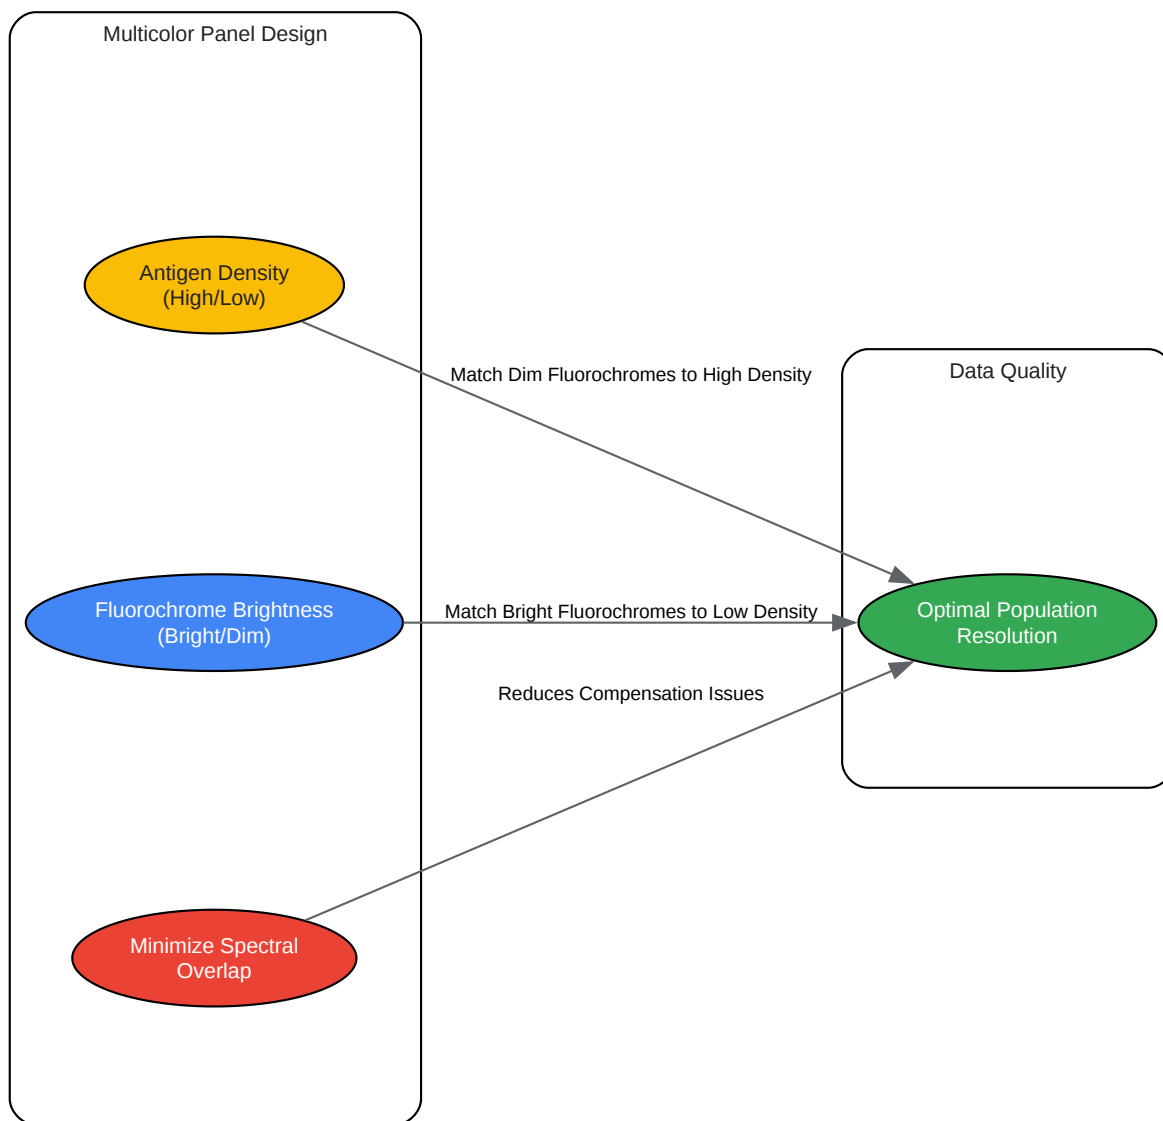 Multicolor Panel Design
Antigen Density
(High/Low)
Match Dim Fluorochromes to High Density
Data Quality
Fluorochrome Brightness
(Bright/Dim)
Match Bright Fluorochromes to Low Density
Optimal Population
Resolution
Reduces Compensation Issues
Minimize Spectral
Overlap